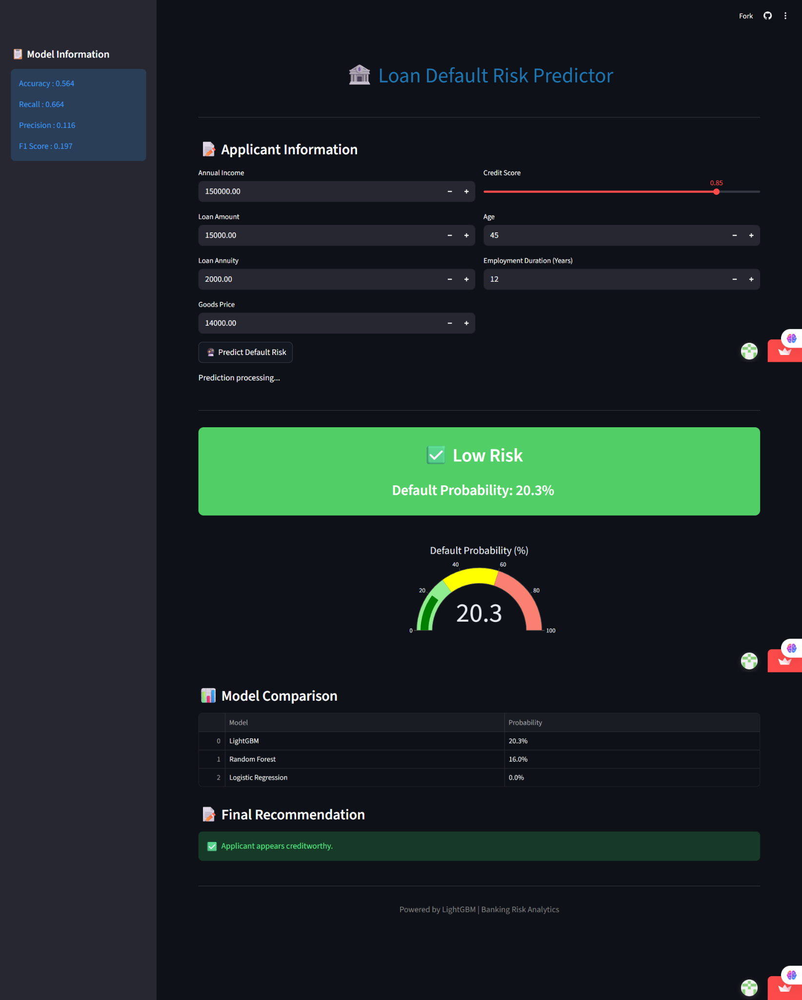 Fork
Model Information
Accuracy : 0.564
Recall : 0.664
Precision : 0.116
F1 Score : 0.197
Loan Default Risk Predictor
Applicant Information
Annual Income
150000.00
Credit Score
0.85
Loan Amount
15000.00
Age
45
Loan Annuity
2000.00
Employment Duration (Years)
12
Goods Price
14000.00
Predict Default Risk
Prediction processing...
Low Risk
Default Probability: 20.3%
Default Probability (%)
0
20
40
60
80
100
20.3
Model Comparison
Model Probability
0 LightGBM 20.3%
1 Random Forest 16.0%
2 Logistic Regression 0.0%
Final Recommendation
Applicant appears creditworthy.
Powered by LightGBM | Banking Risk Analytics